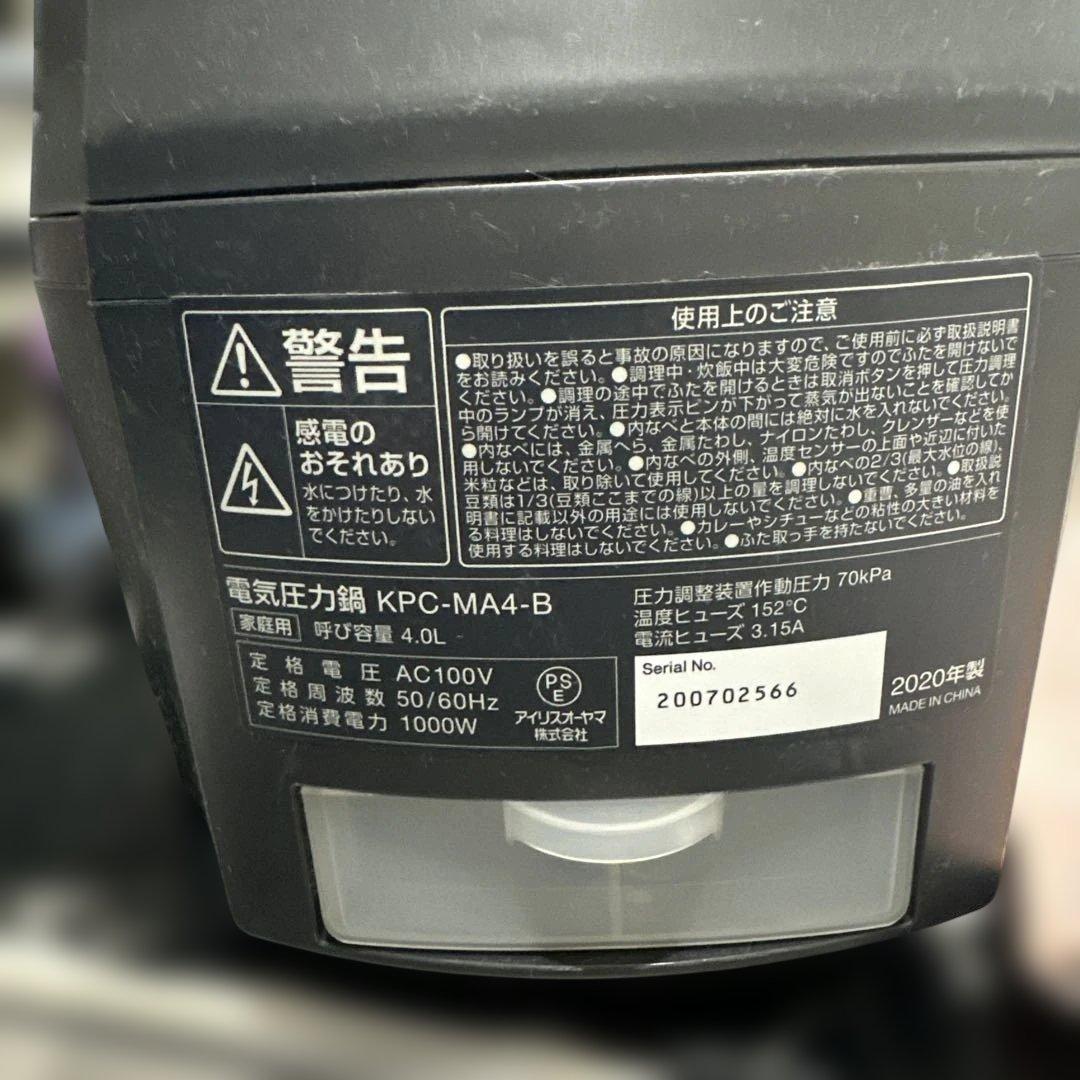 警告
感電の
おそれあり
水につけたり、水
をかけたりしない
でください。
使用上のご注意
●取り扱いを誤ると事故の原因になりますので、ご使用前に必ず取扱説明書
をお読みください。●調理中・炊飯中は大変危険ですのでふたを開けないで
ください。●調理の途中でふたを開けるときは取消ボタンを押して圧力調理
中のランプが消え、圧力表示ピンが下がって蒸気が出ないことを確認してか
ら開けてください。●内なべと本体の間には絶対に水を入れないでください。
●内なべには、金属へら、金属たわし、ナイロンたわし、クレンザーなどを使
用しないでください。●内なべの外側、温度センサーの上面や近辺に付いた
米粒などは、取り除いて使用してください。●内なべの2/3(最大水位の線)、
豆類は1/3(豆類ここまでの線)以上の量を調理しないでください。●取扱説
明書に記載以外の用途には使用しないでください。●重曹、多量の油を入れ
る料理はしないでください。●カレーやシチューなどの粘性の大きい材料を
使用する料理はしないでください。●ふた取っ手を持たないでください。
電気圧力鍋 KPC-MA4-B
家庭用 呼び容量 4.0L
圧力調整装置作動圧力 70kPa
温度ヒューズ 152℃
電流ヒューズ 3.15A
定格電圧 AC100V
定格周波数 50/60Hz
定格消費電力 1000W
PS
E
アイリスオーヤマ
株式会社
Serial No.
200702566
2020年製
MADE IN CHINA